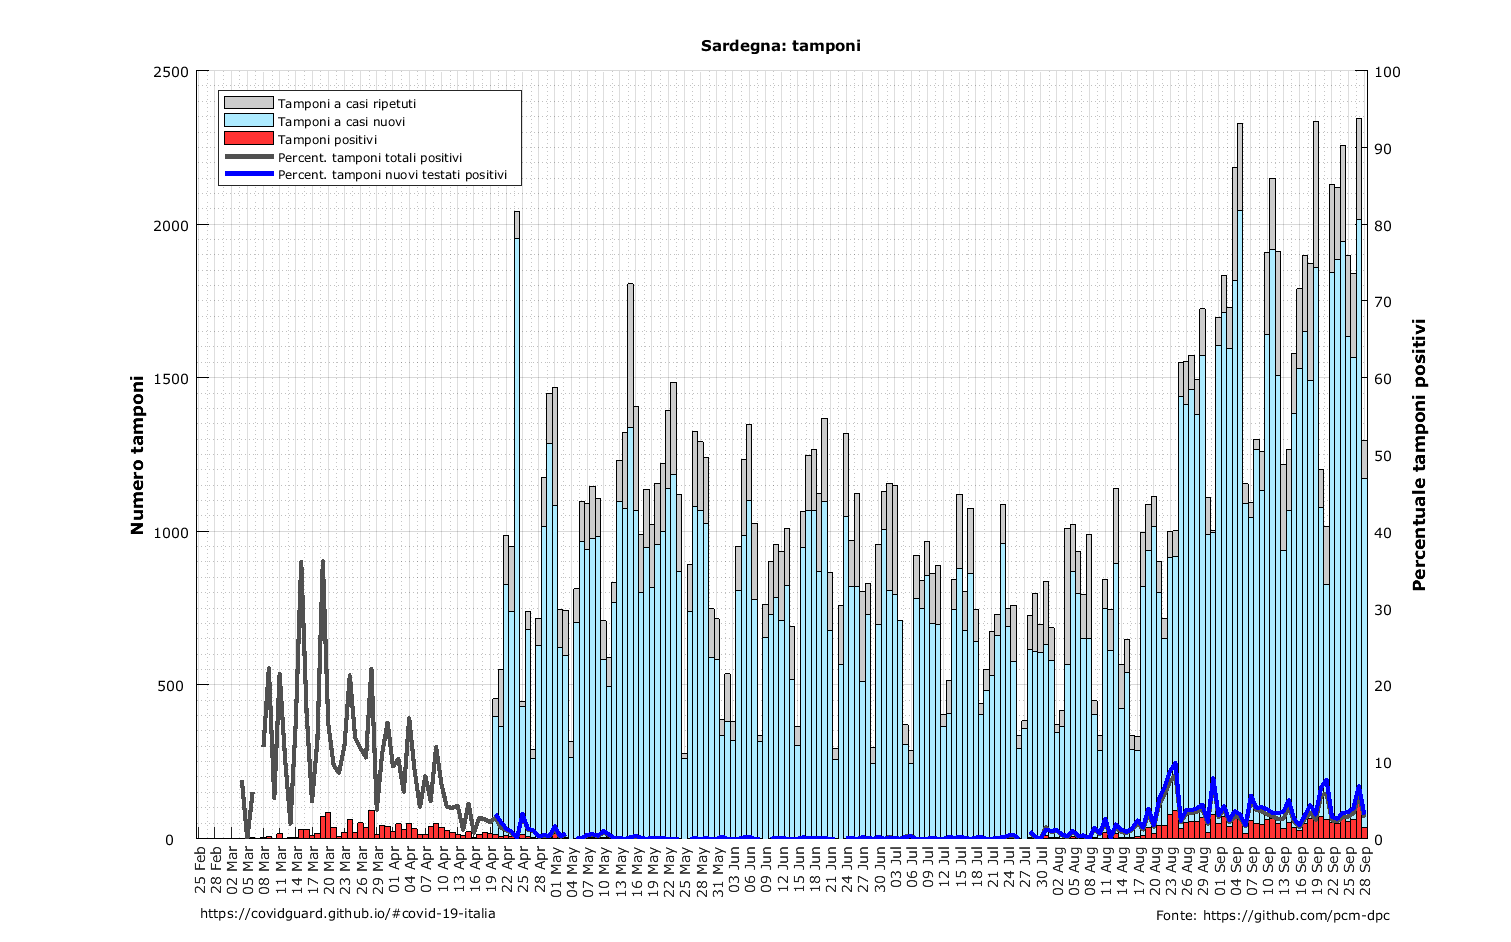 Sardegna: tamponi
Tamponi a casi ripetuti
Tamponi a casi nuovi
Tamponi positivi
Percent. tamponi totali positivi
Percent. tamponi nuovi testati positivi
Numero tamponi
2500
2000
1500
1000
500
0
Percentuale tamponi positivi
100
90
80
70
60
50
40
30
20
10
0
25 Feb
28 Feb
02 Mar
05 Mar
08 Mar
11 Mar
14 Mar
17 Mar
20 Mar
23 Mar
26 Mar
29 Mar
01 Apr
04 Apr
07 Apr
10 Apr
13 Apr
16 Apr
19 Apr
22 Apr
25 Apr
28 Apr
01 May
04 May
07 May
10 May
13 May
16 May
19 May
22 May
25 May
28 May
31 May
03 Jun
06 Jun
09 Jun
12 Jun
15 Jun
18 Jun
21 Jun
24 Jun
27 Jun
30 Jun
03 Jul
06 Jul
09 Jul
12 Jul
15 Jul
18 Jul
21 Jul
24 Jul
27 Jul
30 Jul
02 Aug
05 Aug
08 Aug
11 Aug
14 Aug
17 Aug
20 Aug
23 Aug
26 Aug
29 Aug
01 Sep
04 Sep
07 Sep
10 Sep
13 Sep
16 Sep
19 Sep
22 Sep
25 Sep
28 Sep
https://covidguard.github.io/#covid-19-italia
Fonte: https://github.com/pcm-dpc